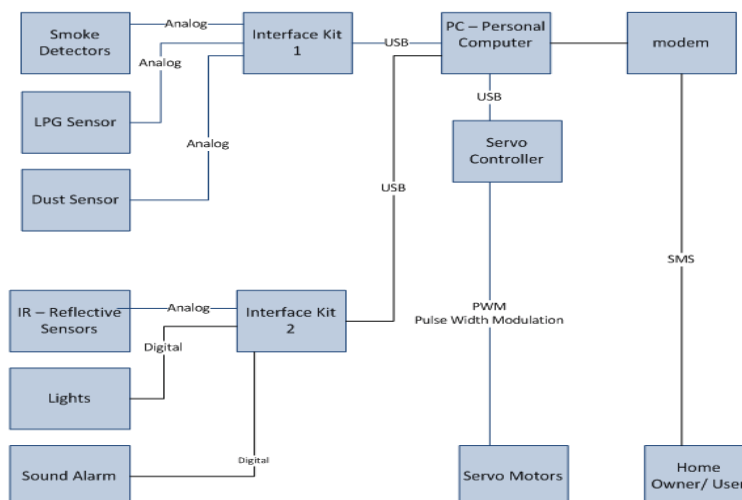 Smoke
Detectors
Analog
Interface Kit
1
USB
PC – Personal
Computer
modem
Analog
LPG Sensor
Analog
Dust Sensor
USB
Servo
Controller
USB
SMS
PWM
Pulse Width Modulation
IR – Reflective
Sensors
Analog
Interface Kit
2
Digital
Lights
Sound Alarm
Digital
Servo Motors
Home
Owner/ User